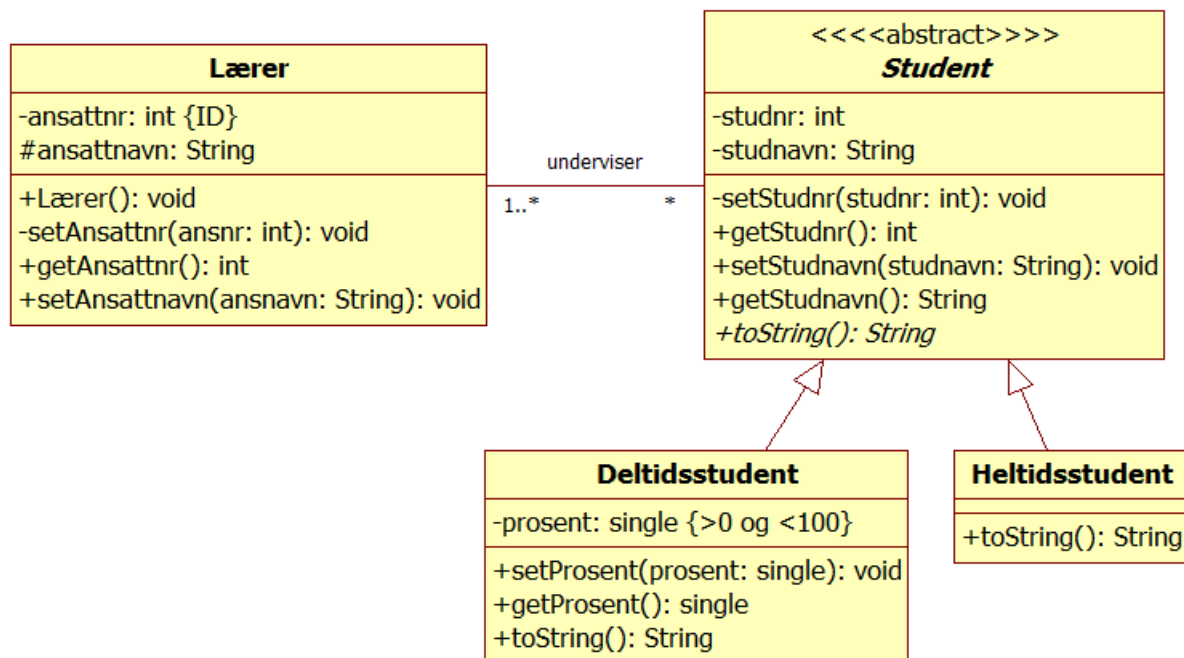 Lærer
-ansattnr: int {ID}
#ansattnavn: String
+Lærer(): void
-setAnsattnr(ansnr: int): void
+getAnsattnr(): int
+setAnsattnavn(ansnavn: String): void
underviser
1..*
*
<<<<abstract>>>>
Student
-studnr: int
-studnavn: String
-setStudnr(studnr: int): void
+getStudnr(): int
+setStudnavn(studnavn: String): void
+getStudnavn(): String
+toString(): String
Deltidsstudent
-prosent: single {>0 og <100}
+setProsent(prosent: single): void
+getProsent(): single
+toString(): String
Heltidsstudent
+toString(): String